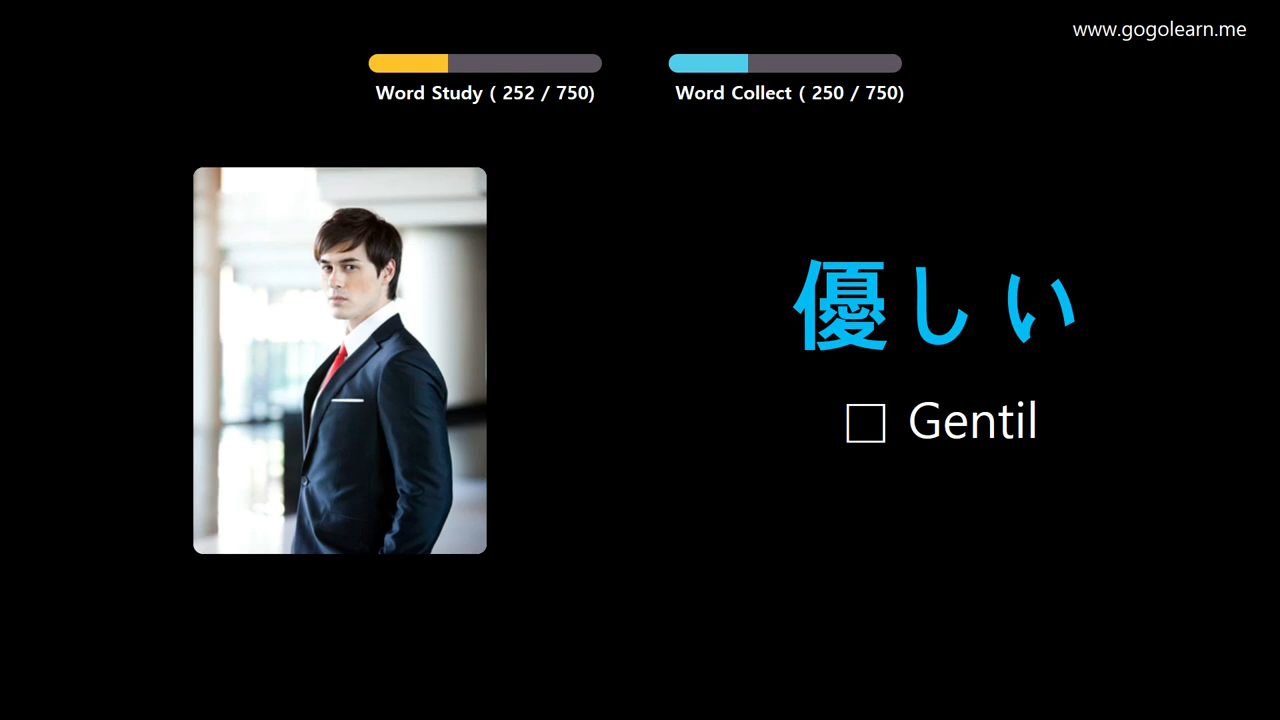 www.gogolearn.me
Word Study ( 252 / 750)
Word Collect ( 250 / 750)
優しい
□ Gentil